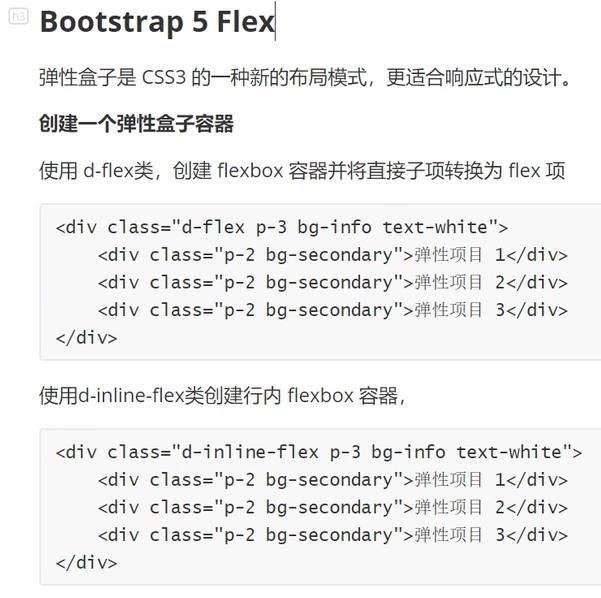 h3
Bootstrap 5 Flex
弹性盒子是 CSS3 的一种新的布局模式，更适合响应式的设计。
创建一个弹性盒子容器
使用 d-flex类，创建 flexbox 容器并将直接子项转换为 flex 项
<div class="d-flex p-3 bg-info text-white">
    <div class="p-2 bg-secondary">弹性项目 1</div>
    <div class="p-2 bg-secondary">弹性项目 2</div>
    <div class="p-2 bg-secondary">弹性项目 3</div>
</div>
使用d-inline-flex类创建行内 flexbox 容器，
<div class="d-inline-flex p-3 bg-info text-white">
    <div class="p-2 bg-secondary">弹性项目 1</div>
    <div class="p-2 bg-secondary">弹性项目 2</div>
    <div class="p-2 bg-secondary">弹性项目 3</div>
</div>